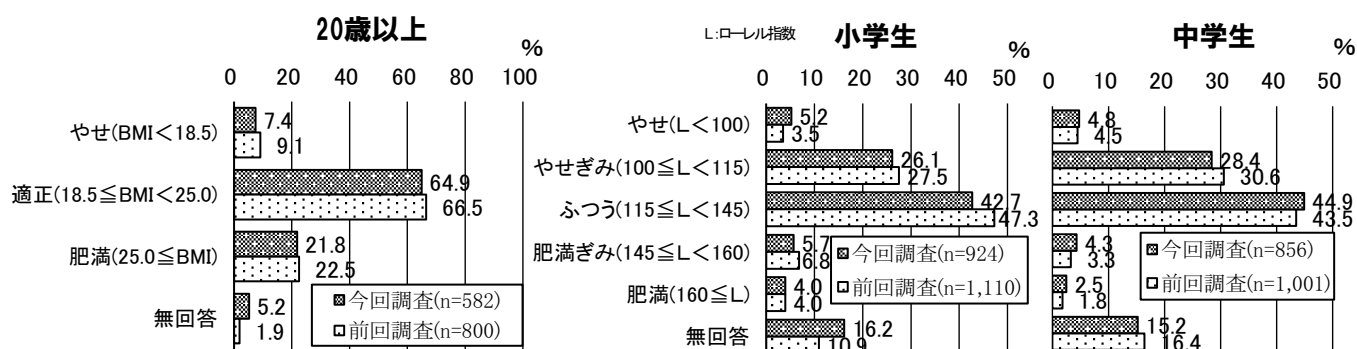 20歳以上
%
0 20 40 60 80 100
やせ(BMI<18.5)
7.4
9.1
適正(18.5≦BMI<25.0)
64.9
66.5
肥満(25.0≦BMI)
21.8
22.5
無回答
5.2
1.9
今回調査(n=582)
前回調査(n=800)
L:ローレル指数
小学生
%
0 10 20 30 40 50
やせ(L<100)
5.2
3.5
やせぎみ(100≦L<115)
26.1
27.5
ふつう(115≦L<145)
42.7
47.3
肥満ぎみ(145≦L<160)
5.7
6.8
肥満(160≦L)
4.0
4.0
無回答
16.2
10.9
今回調査(n=924)
前回調査(n=1,110)
中学生
%
0 10 20 30 40 50
4.8
4.5
28.4
30.6
44.9
43.5
4.3
3.3
2.5
1.8
15.2
16.4
今回調査(n=856)
前回調査(n=1,001)